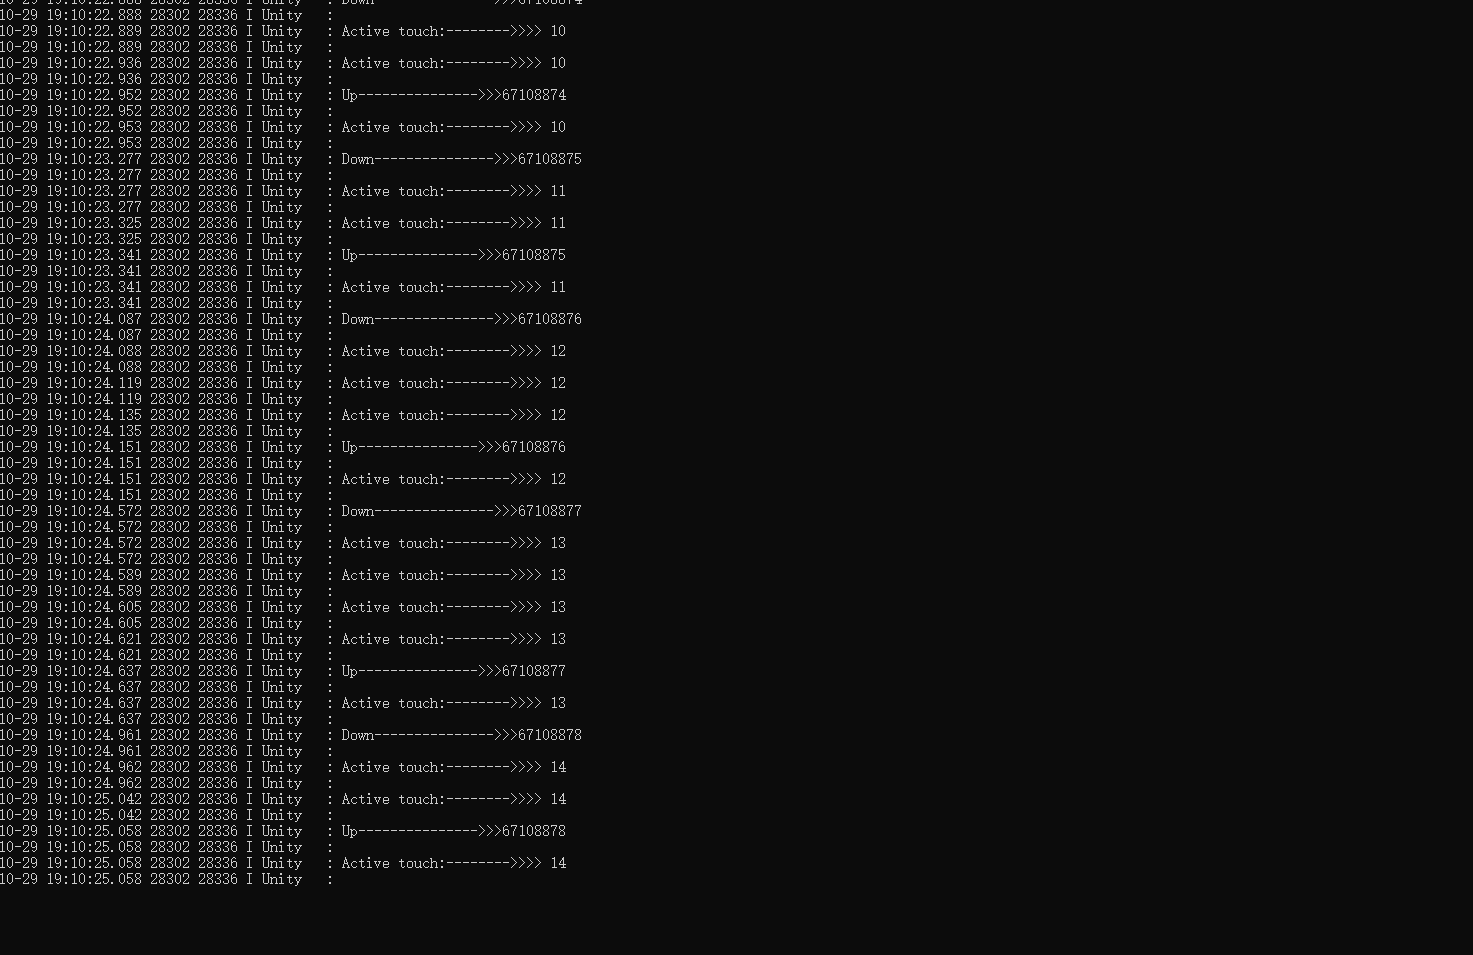 10-29 19:10:22.888 28302 28336 I Unity   : Down--------------->>>67108874
10-29 19:10:22.888 28302 28336 I Unity   :
10-29 19:10:22.889 28302 28336 I Unity   : Active touch:-------->>>> 10
10-29 19:10:22.889 28302 28336 I Unity   :
10-29 19:10:22.936 28302 28336 I Unity   : Active touch:-------->>>> 10
10-29 19:10:22.936 28302 28336 I Unity   :
10-29 19:10:22.952 28302 28336 I Unity   : Up--------------->>>67108874
10-29 19:10:22.952 28302 28336 I Unity   :
10-29 19:10:22.953 28302 28336 I Unity   : Active touch:-------->>>> 10
10-29 19:10:22.953 28302 28336 I Unity   :
10-29 19:10:23.277 28302 28336 I Unity   : Down--------------->>>67108875
10-29 19:10:23.277 28302 28336 I Unity   :
10-29 19:10:23.277 28302 28336 I Unity   : Active touch:-------->>>> 11
10-29 19:10:23.277 28302 28336 I Unity   :
10-29 19:10:23.325 28302 28336 I Unity   : Active touch:-------->>>> 11
10-29 19:10:23.325 28302 28336 I Unity   :
10-29 19:10:23.341 28302 28336 I Unity   : Up--------------->>>67108875
10-29 19:10:23.341 28302 28336 I Unity   :
10-29 19:10:23.341 28302 28336 I Unity   : Active touch:-------->>>> 11
10-29 19:10:23.341 28302 28336 I Unity   :
10-29 19:10:24.087 28302 28336 I Unity   : Down--------------->>>67108876
10-29 19:10:24.087 28302 28336 I Unity   :
10-29 19:10:24.088 28302 28336 I Unity   : Active touch:-------->>>> 12
10-29 19:10:24.088 28302 28336 I Unity   :
10-29 19:10:24.119 28302 28336 I Unity   : Active touch:-------->>>> 12
10-29 19:10:24.119 28302 28336 I Unity   :
10-29 19:10:24.135 28302 28336 I Unity   : Active touch:-------->>>> 12
10-29 19:10:24.135 28302 28336 I Unity   :
10-29 19:10:24.151 28302 28336 I Unity   : Up--------------->>>67108876
10-29 19:10:24.151 28302 28336 I Unity   :
10-29 19:10:24.151 28302 28336 I Unity   : Active touch:-------->>>> 12
10-29 19:10:24.151 28302 28336 I Unity   :
10-29 19:10:24.572 28302 28336 I Unity   : Down--------------->>>67108877
10-29 19:10:24.572 28302 28336 I Unity   :
10-29 19:10:24.572 28302 28336 I Unity   : Active touch:-------->>>> 13
10-29 19:10:24.572 28302 28336 I Unity   :
10-29 19:10:24.589 28302 28336 I Unity   : Active touch:-------->>>> 13
10-29 19:10:24.589 28302 28336 I Unity   :
10-29 19:10:24.605 28302 28336 I Unity   : Active touch:-------->>>> 13
10-29 19:10:24.605 28302 28336 I Unity   :
10-29 19:10:24.621 28302 28336 I Unity   : Active touch:-------->>>> 13
10-29 19:10:24.621 28302 28336 I Unity   :
10-29 19:10:24.637 28302 28336 I Unity   : Up--------------->>>67108877
10-29 19:10:24.637 28302 28336 I Unity   :
10-29 19:10:24.637 28302 28336 I Unity   : Active touch:-------->>>> 13
10-29 19:10:24.637 28302 28336 I Unity   :
10-29 19:10:24.961 28302 28336 I Unity   : Down--------------->>>67108878
10-29 19:10:24.961 28302 28336 I Unity   :
10-29 19:10:24.962 28302 28336 I Unity   : Active touch:-------->>>> 14
10-29 19:10:24.962 28302 28336 I Unity   :
10-29 19:10:25.042 28302 28336 I Unity   : Active touch:-------->>>> 14
10-29 19:10:25.042 28302 28336 I Unity   :
10-29 19:10:25.058 28302 28336 I Unity   : Up--------------->>>67108878
10-29 19:10:25.058 28302 28336 I Unity   :
10-29 19:10:25.058 28302 28336 I Unity   : Active touch:-------->>>> 14
10-29 19:10:25.058 28302 28336 I Unity   :